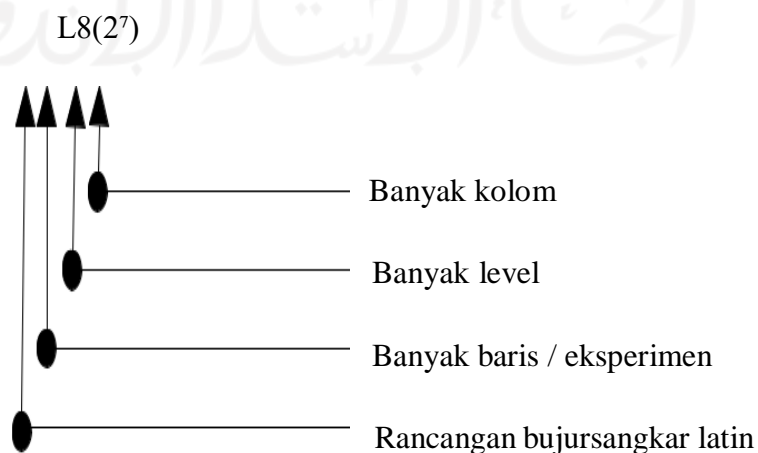 L8(2⁷)
Banyak kolom
Banyak level
Banyak baris / eksperimen
Rancangan bujursangkar latin